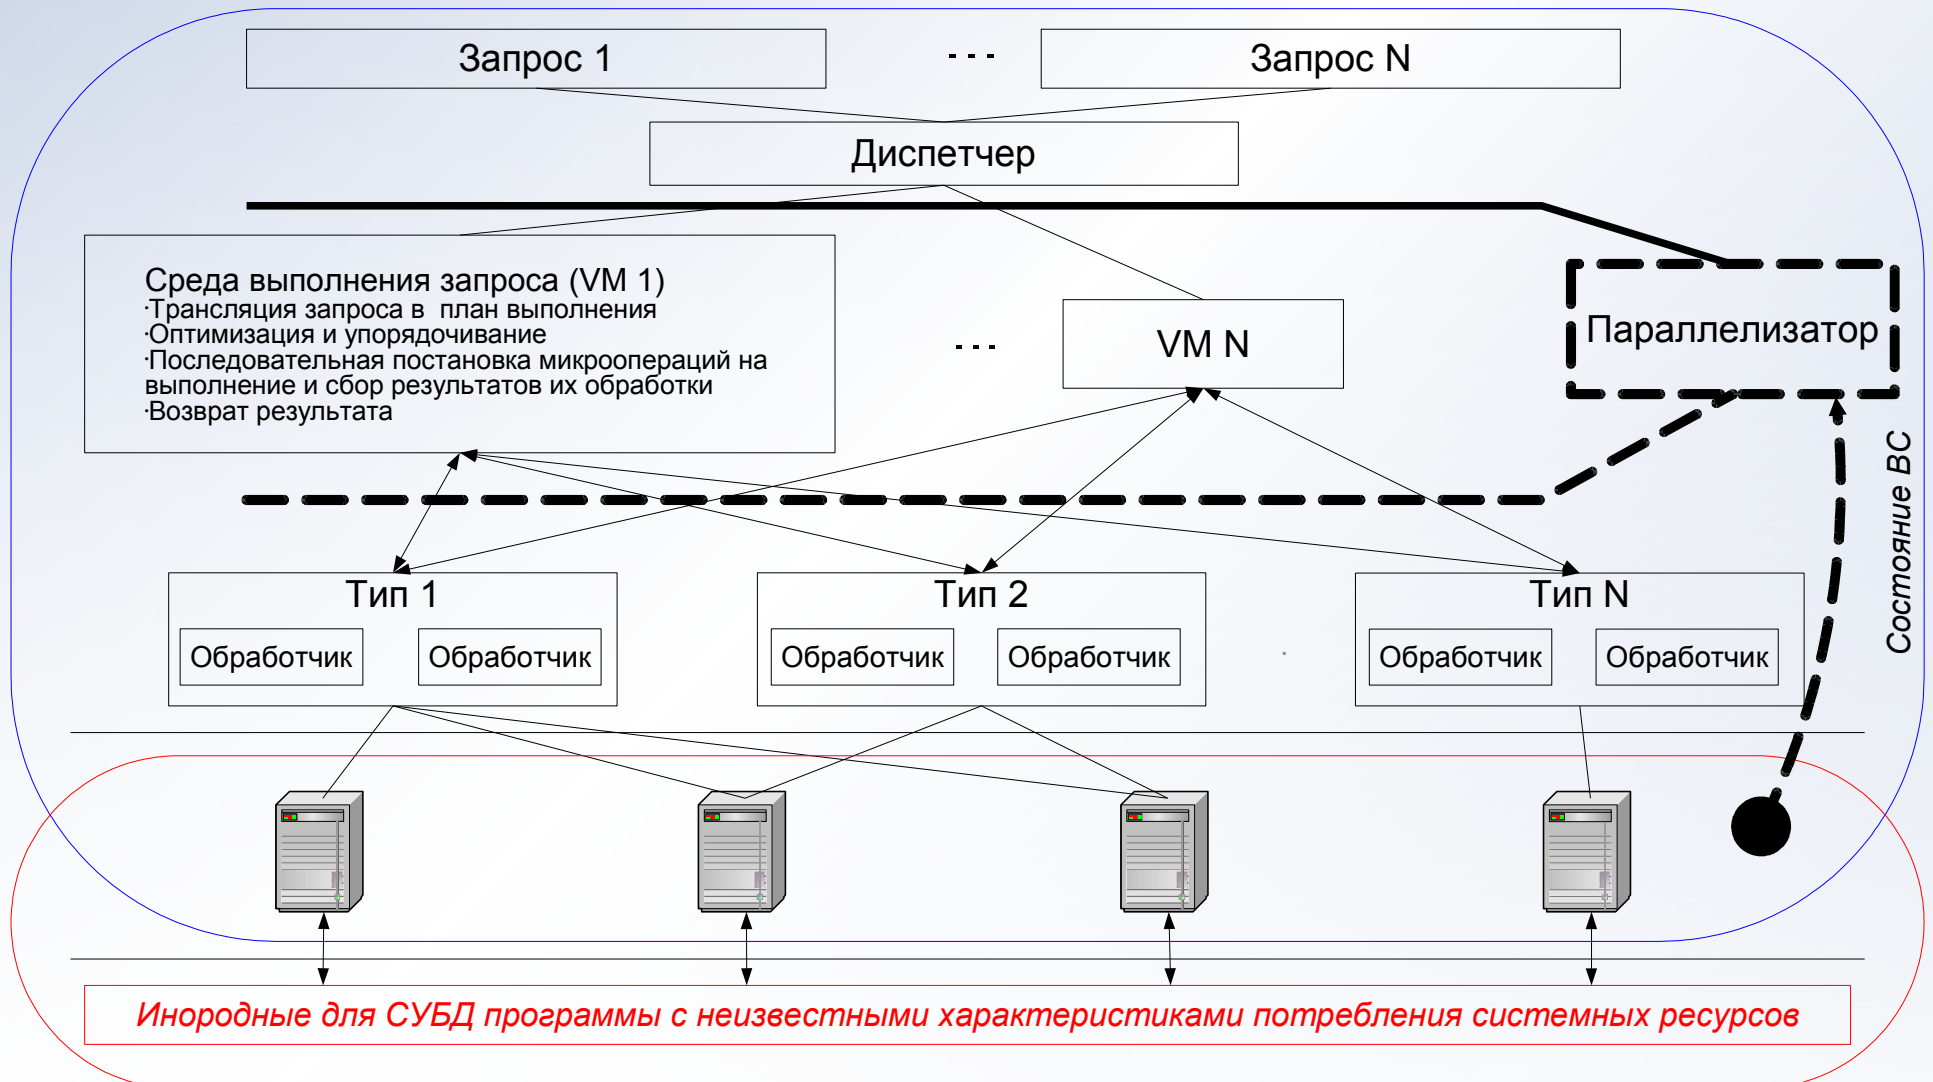 Запрос 1
- - -
Запрос N
Диспетчер
Среда выполнения запроса (VM 1)
·Трансляция запроса в план выполнения
·Оптимизация и упорядочивание
·Последовательная постановка микроопераций на
выполнение и сбор результатов их обработки
·Возврат результата
- - -
VM N
Параллелизатор
Состояние ВС
Тип 1
Обработчик
Обработчик
Тип 2
Обработчик
Обработчик
Тип N
Обработчик
Обработчик
Инородные для СУБД программы с неизвестными характеристиками потребления системных ресурсов